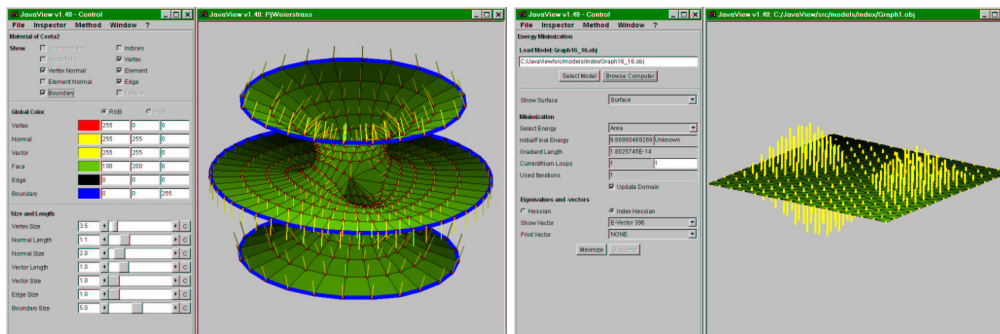 JavaView v1.40 - Control
File Inspector Method Window ?
Material of Costa2
Show
Indices
Vertex
Vertex Normal
Element
Element Normal
Edge
Boundary
Global Color RGB
Vertex 255 0 0
Normal 255 255 0
Vector 255 255 0
Face 100 200 0
Edge 0 0 0
Boundary 0 0 255
Size and Length
Vertex Size 3.5 C
Normal Length 1.1 C
Normal Size 2.0 C
Vector Length 1.0 C
Vector Size 1.0 C
Edge Size 1.0 C
Boundary Size 5.0 C
JavaView v1.40: PjWeierstrass
JavaView v1.40 - Control
File Inspector Method Window ?
Energy Minimization
Load Model: Graph16_16.obj
C:/JavaView/src/models/index/Graph16_16.obj
Select Model Browse Computer
Show Surface Surface
Minimization
Select Energy Area
Initial/Final Energy Unknown
Gradient Length 1.8025745E-14
Current/Num Loops 1 1
Used Iterations 1
Update Domain
Eigenvalues and -vectors
Hessian Index Hessian
Show Vector E-Vector 396
Print Vector NONE
Minimize
JavaView v1.40: C:/JavaView/src/models/index/Graph1.obj